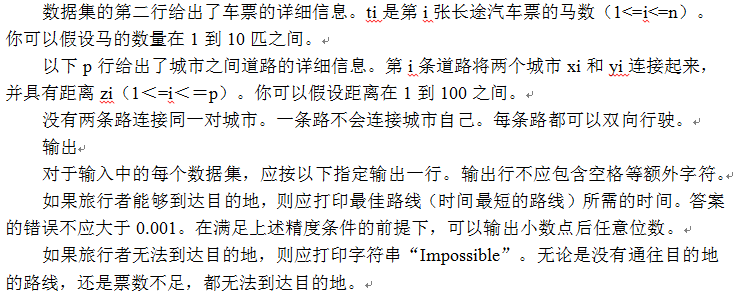 数据集的第二行给出了车票的详细信息。ti 是第 i 张长途汽车票的马数（1<=i<=n）。
你可以假设马的数量在 1 到 10 匹之间。
以下 p 行给出了城市之间道路的详细信息。第 i 条道路将两个城市 xi 和 yi 连接起来，
并具有距离 zi（1＜=i＜＝p）。你可以假设距离在 1 到 100 之间。
没有两条路连接同一对城市。一条路不会连接城市自己。每条路都可以双向行驶。
输出
对于输入中的每个数据集，应按以下指定输出一行。输出行不应包含空格等额外字符。
如果旅行者能够到达目的地，则应打印最佳路线（时间最短的路线）所需的时间。答案
的错误不应大于 0.001。在满足上述精度条件的前提下，可以输出小数点后任意位数。
如果旅行者无法到达目的地，则应打印字符串“Impossible”。无论是没有通往目的地
的路线，还是票数不足，都无法到达目的地。